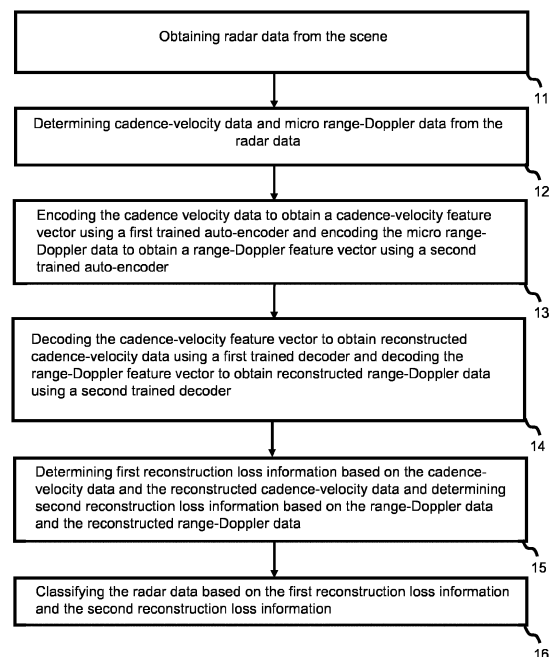 Obtaining radar data from the scene
11
Determining cadence-velocity data and micro range-Doppler data from the
radar data
12
Encoding the cadence velocity data to obtain a cadence-velocity feature
vector using a first trained auto-encoder and encoding the micro range-
Doppler data to obtain a range-Doppler feature vector using a second
trained auto-encoder
13
Decoding the cadence-velocity feature vector to obtain reconstructed
cadence-velocity data using a first trained decoder and decoding the
range-Doppler feature vector to obtain reconstructed range-Doppler data
using a second trained decoder
14
Determining first reconstruction loss information based on the cadence-
velocity data and the reconstructed cadence-velocity data and determining
second reconstruction loss information based on the range-Doppler data
and the reconstructed range-Doppler data
15
Classifying the radar data based on the first reconstruction loss information
and the second reconstruction loss information
16